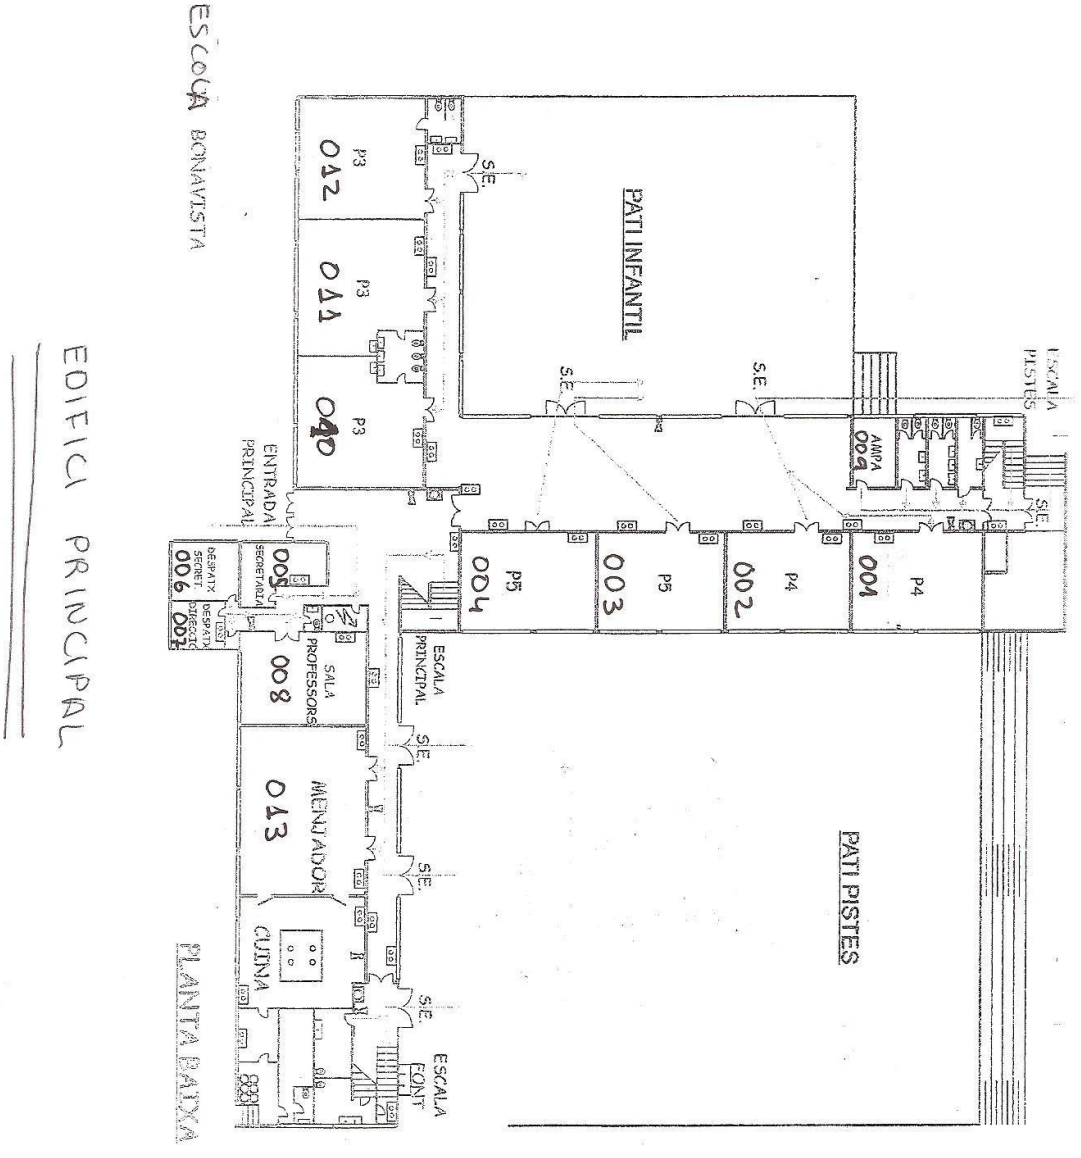 ESCALA
PISTES
S.E.
AMPA
009
P4
001
PATI PISTES
P4
002
S.E.
P5
003
PATI INFANTIL
S.E.
P5
004
S.E.
ESCALA
PRINCIPAL
S.E.
S.E.
S.E.
ESCALA
FONT
P3
012
P3
011
P3
010
ENTRADA
PRINCIPAL
SECRETARIA
005
DESPATX
SECRET.
006
DESPATX
DIRECCIÓ
007
SALA
PROFESSORS
008
MENJADOR
013
CUINA
ESCOLA BONAVISTA
PLANTA BAIXA
EDIFICI PRINCIPAL